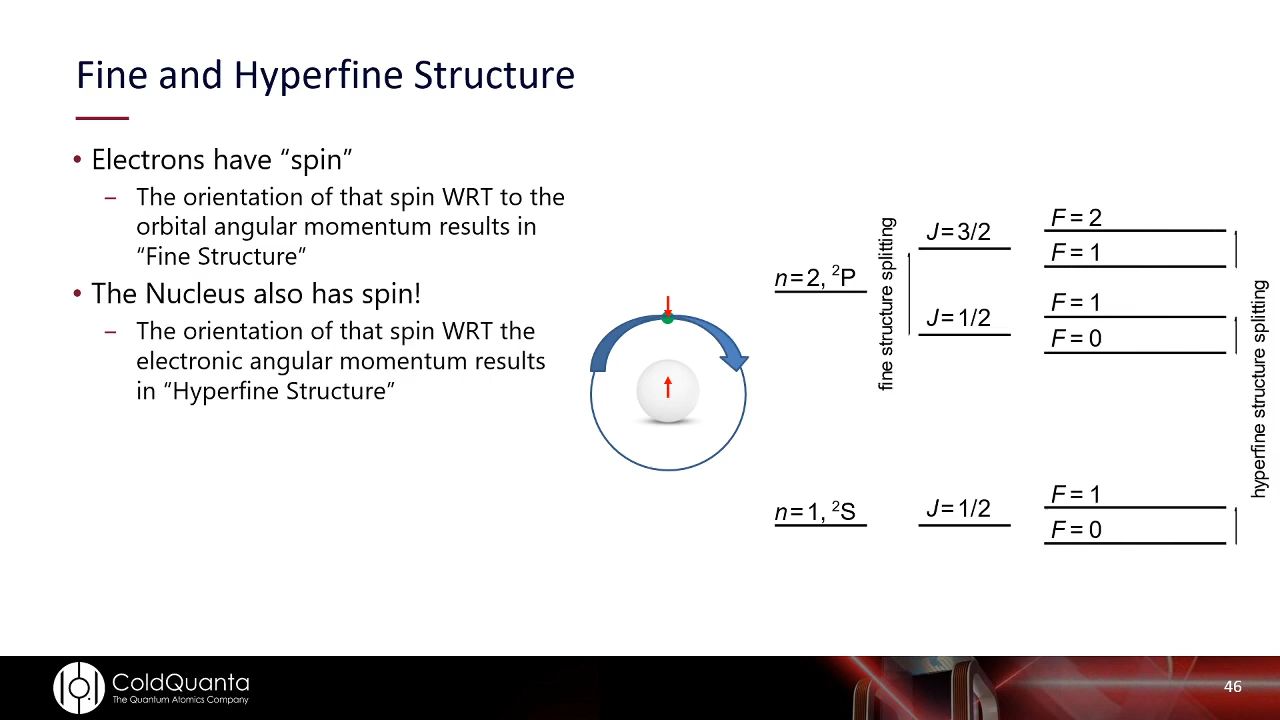 Fine and Hyperfine Structure
• Electrons have “spin”
– The orientation of that spin WRT to the
orbital angular momentum results in
“Fine Structure”
• The Nucleus also has spin!
– The orientation of that spin WRT the
electronic angular momentum results
in “Hyperfine Structure”
n=2, ²P
fine structure splitting
J=3/2
J=1/2
F=2
F=1
F=1
F=0
hyperfine structure splitting
n=1, ²S
J=1/2
F=1
F=0
ColdQuanta
The Quantum Atomics Company
46